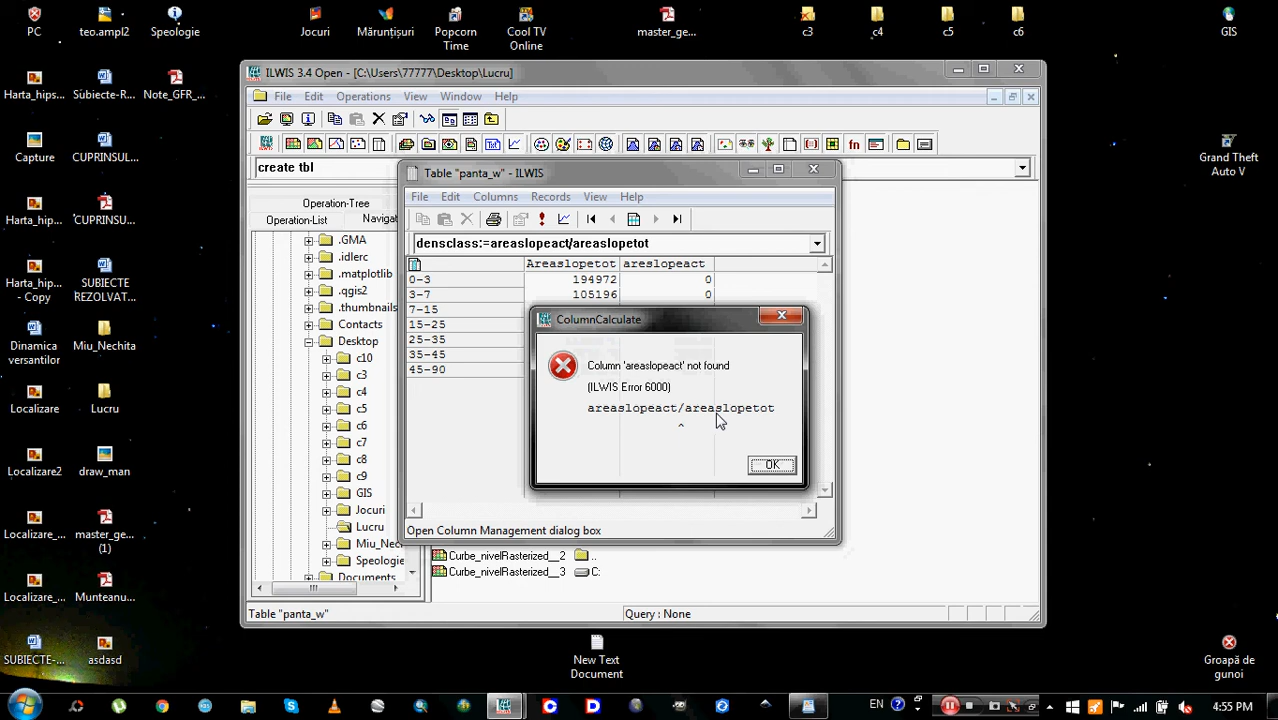 PC
teo.ampl2
Speologie
Jocuri
Mărunțișuri
Popcorn
Time
Cool TV
Online
master_ge...
c3
c4
c5
c6
GIS
Harta_hips...
Subiecte-R...
Note_GFR_...
Capture
CUPRINSUL...
Harta_hip...
'CUPRINSU...
Harta_hip...
- Copy
SUBIECTE
REZOLVAT...
Dinamica
versantilor
Miu_Nechita
Localizare
Lucru
Localizare2
draw_man
Localizare_...
master_ge...
(1)
Localizare_...
Munteanu...
SUBIECTE-...
asdasd
Grand Theft
Auto V
Groapă de
gunoi
New Text
Document
ILWIS 3.4 Open - [C:\Users\77777\Desktop\Lucru]
File Edit Operations View Window Help
create tbl
Operation-Tree
Operation-List Navigat
.GMA
.idlerc
.matplotlib
.qgis2
.thumbnails
Contacts
Desktop
c10
c3
c4
c5
c6
c7
c8
c9
GIS
Jocuri
Lucru
Miu_Nec
Speologie
Documents
Table "panta_w" - ILWIS
File Edit Columns Records View Help
densclass:=areaslopeact/areaslopetot
Areaslopetot areslopeact
0-3 194972 0
3-7 105196 0
7-15
15-25
25-35
35-45
45-90
Open Column Management dialog box
ColumnCalculate
Column 'areaslopeact' not found
(ILWIS Error 6000)
areaslopeact/areaslopetot
^
OK
Curbe_nivelRasterized__2 ..
Curbe_nivelRasterized__3 C:
Table "panta_w"
Query : None
EN
4:55 PM